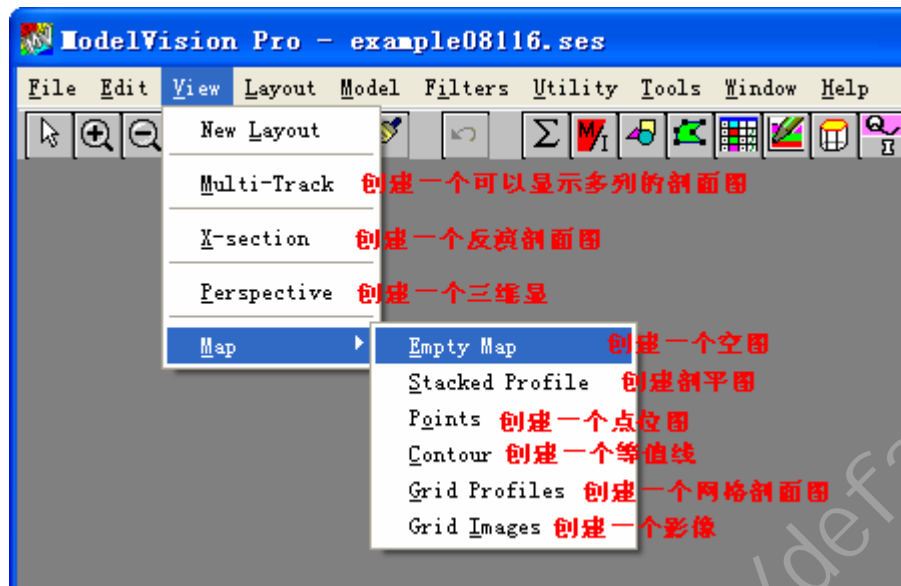 ModelVision Pro - example08116.ses
File Edit View Layout Model Filters Utility Tools Window Help
New Layout
Multi-Track 创建一个可以显示多列的剖面图
X-section 创建一个反演剖面图
Perspective 创建一个三维显
Map
Empty Map 创建一个空图
Stacked Profile 创建剖平图
Points 创建一个点位图
Contour 创建一个等值线
Grid Profiles 创建一个网格剖面图
Grid Images 创建一个影像